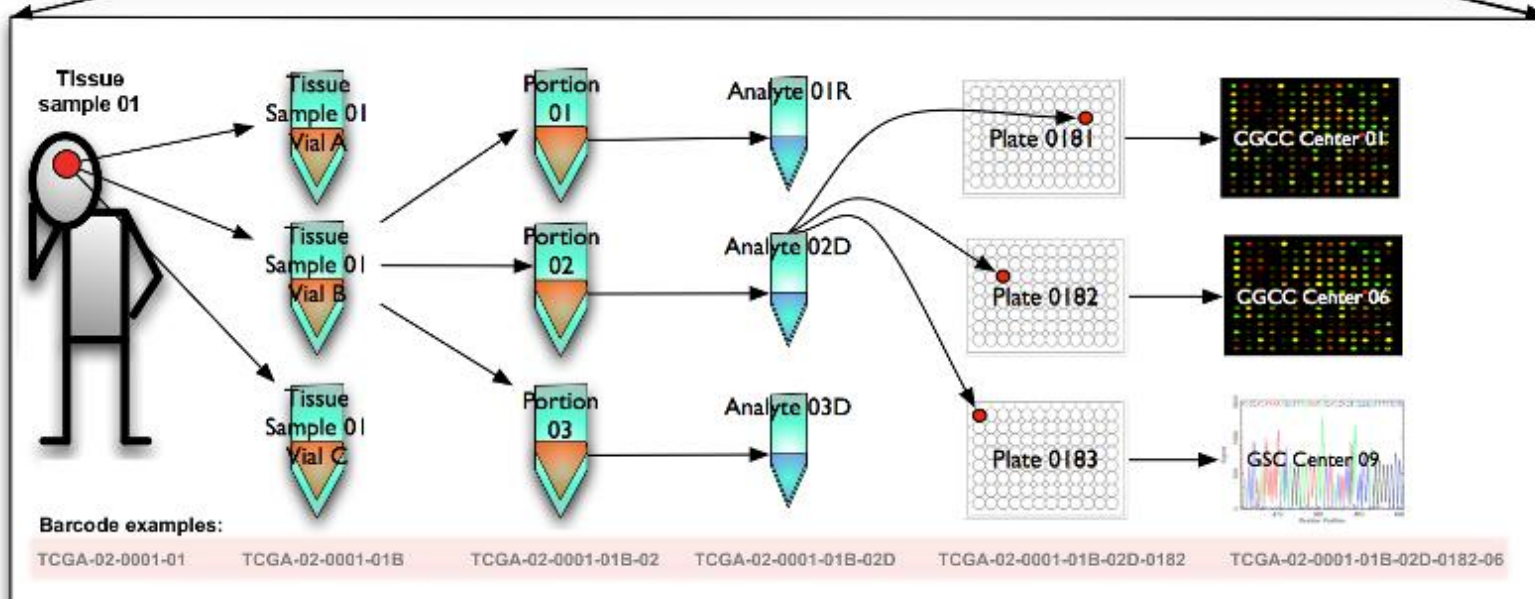 Tissue
sample 01
Tissue
Sample 01
Vial A
Tissue
Sample 01
Vial B
Tissue
Sample 01
Vial C
Portion
01
Portion
02
Portion
03
Analyte 01R
Analyte 02D
Analyte 03D
Plate 0181
Plate 0182
Plate 0183
CGCC Center 01
CGCC Center 06
GSC Center 09
Barcode examples:
TCGA-02-0001-01
TCGA-02-0001-01B
TCGA-02-0001-01B-02
TCGA-02-0001-01B-02D
TCGA-02-0001-01B-02D-0182
TCGA-02-0001-01B-02D-0182-06